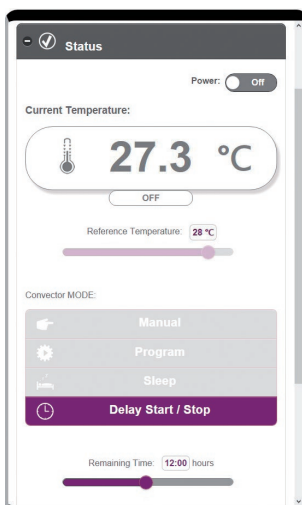 Status
Power: Off
Current Temperature:
27.3 °C
OFF
Reference Temperature: 28 °C
Convector MODE:
Manual
Program
Sleep
Delay Start / Stop
Remaining Time: 12:00 hours